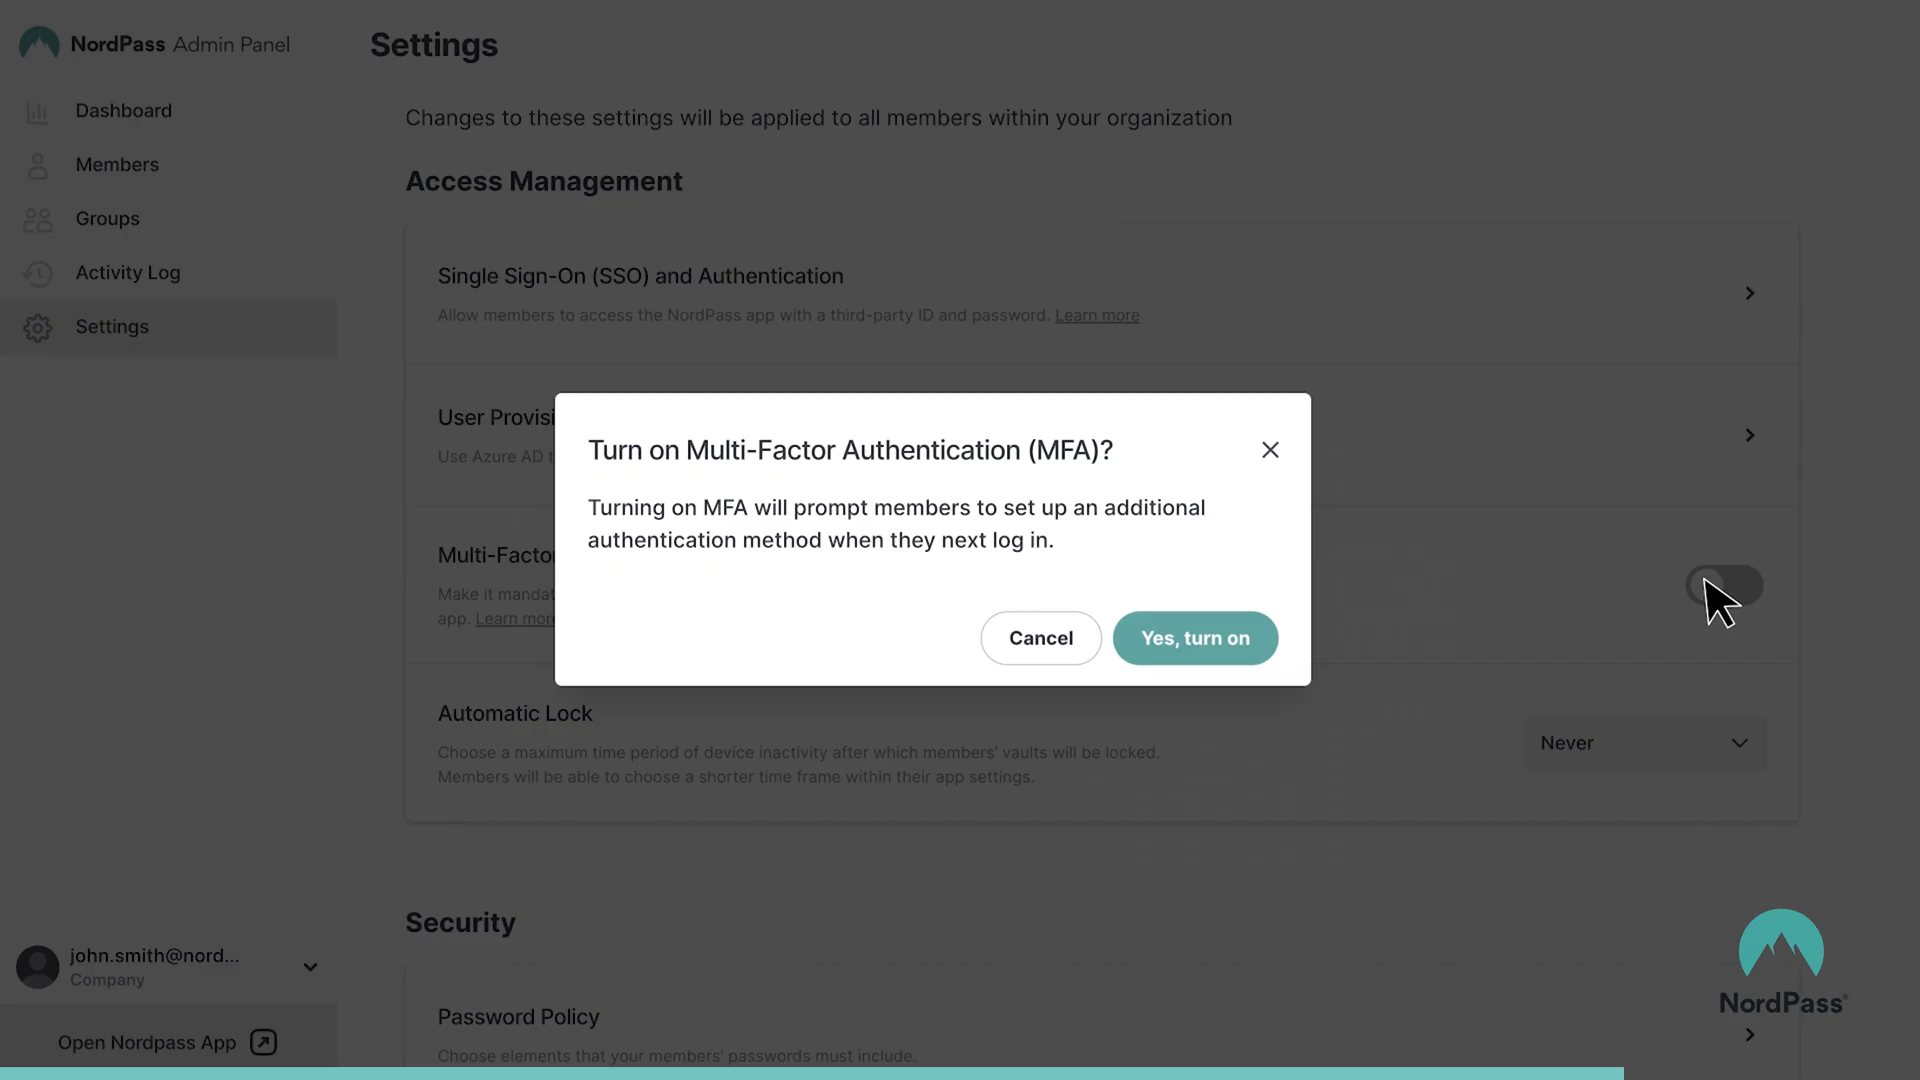 NordPass Admin Panel
Dashboard
Members
Groups
Activity Log
Settings
john.smith@nord...
Company
Open Nordpass App
Settings
Changes to these settings will be applied to all members within your organization
Access Management
Single Sign-On (SSO) and Authentication
Allow members to access the NordPass app with a third-party ID and password. Learn more
User Provisi
Use Azure AD t
Multi-Facto
Make it mandat
app. Learn more
Turn on Multi-Factor Authentication (MFA)?
Turning on MFA will prompt members to set up an additional
authentication method when they next log in.
Cancel
Yes, turn on
Automatic Lock
Choose a maximum time period of device inactivity after which members' vaults will be locked.
Members will be able to choose a shorter time frame within their app settings.
Never
Security
Password Policy
Choose elements that your members' passwords must include.
NordPass®